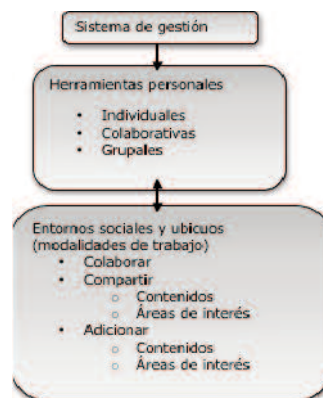 Sistema de gestión
Herramientas personales
• Individuales
• Colaborativas
• Grupales
Entornos sociales y ubicuos
(modalidades de trabajo)
• Colaborar
• Compartir
o Contenidos
o Áreas de interés
• Adicionar
o Contenidos
o Áreas de interés